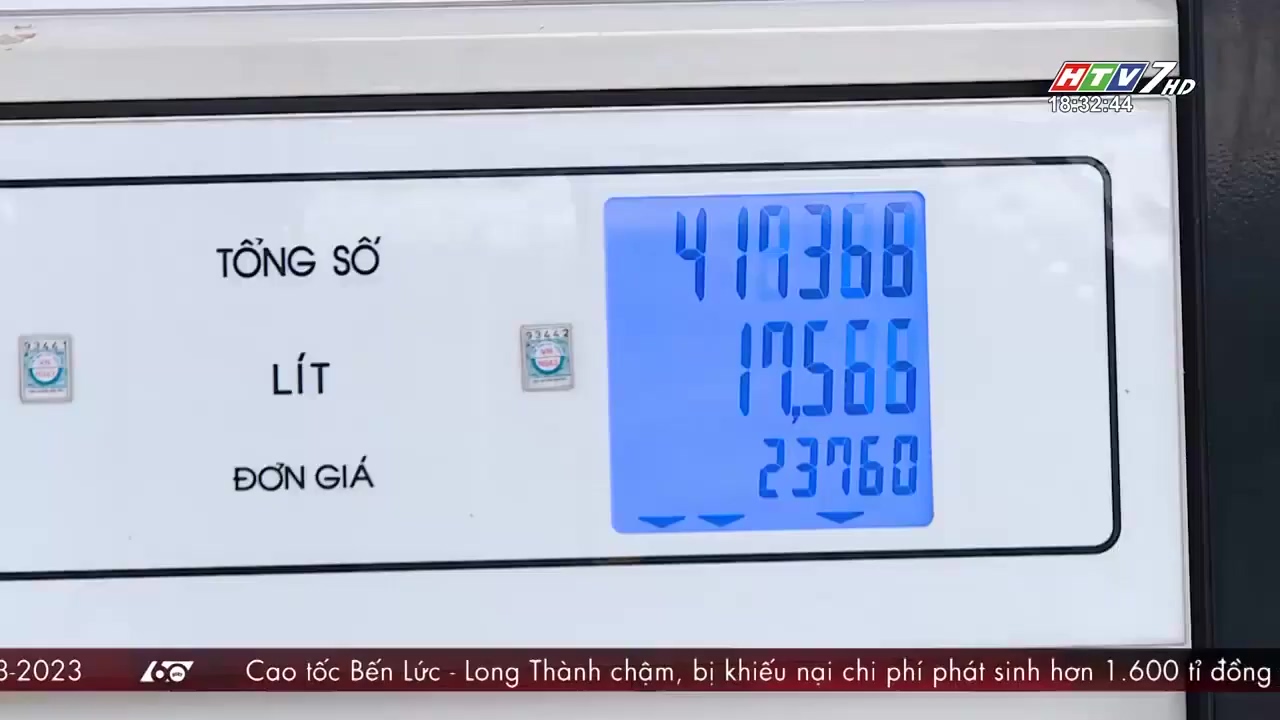 HTV7 HD
18:32:44
TỔNG SỐ 417368
LÍT 17,566
ĐƠN GIÁ 23760
-2023 60 Cao tốc Bến Lức - Long Thành chậm, bị khiếu nại chi phí phát sinh hơn 1.600 tỉ đồng